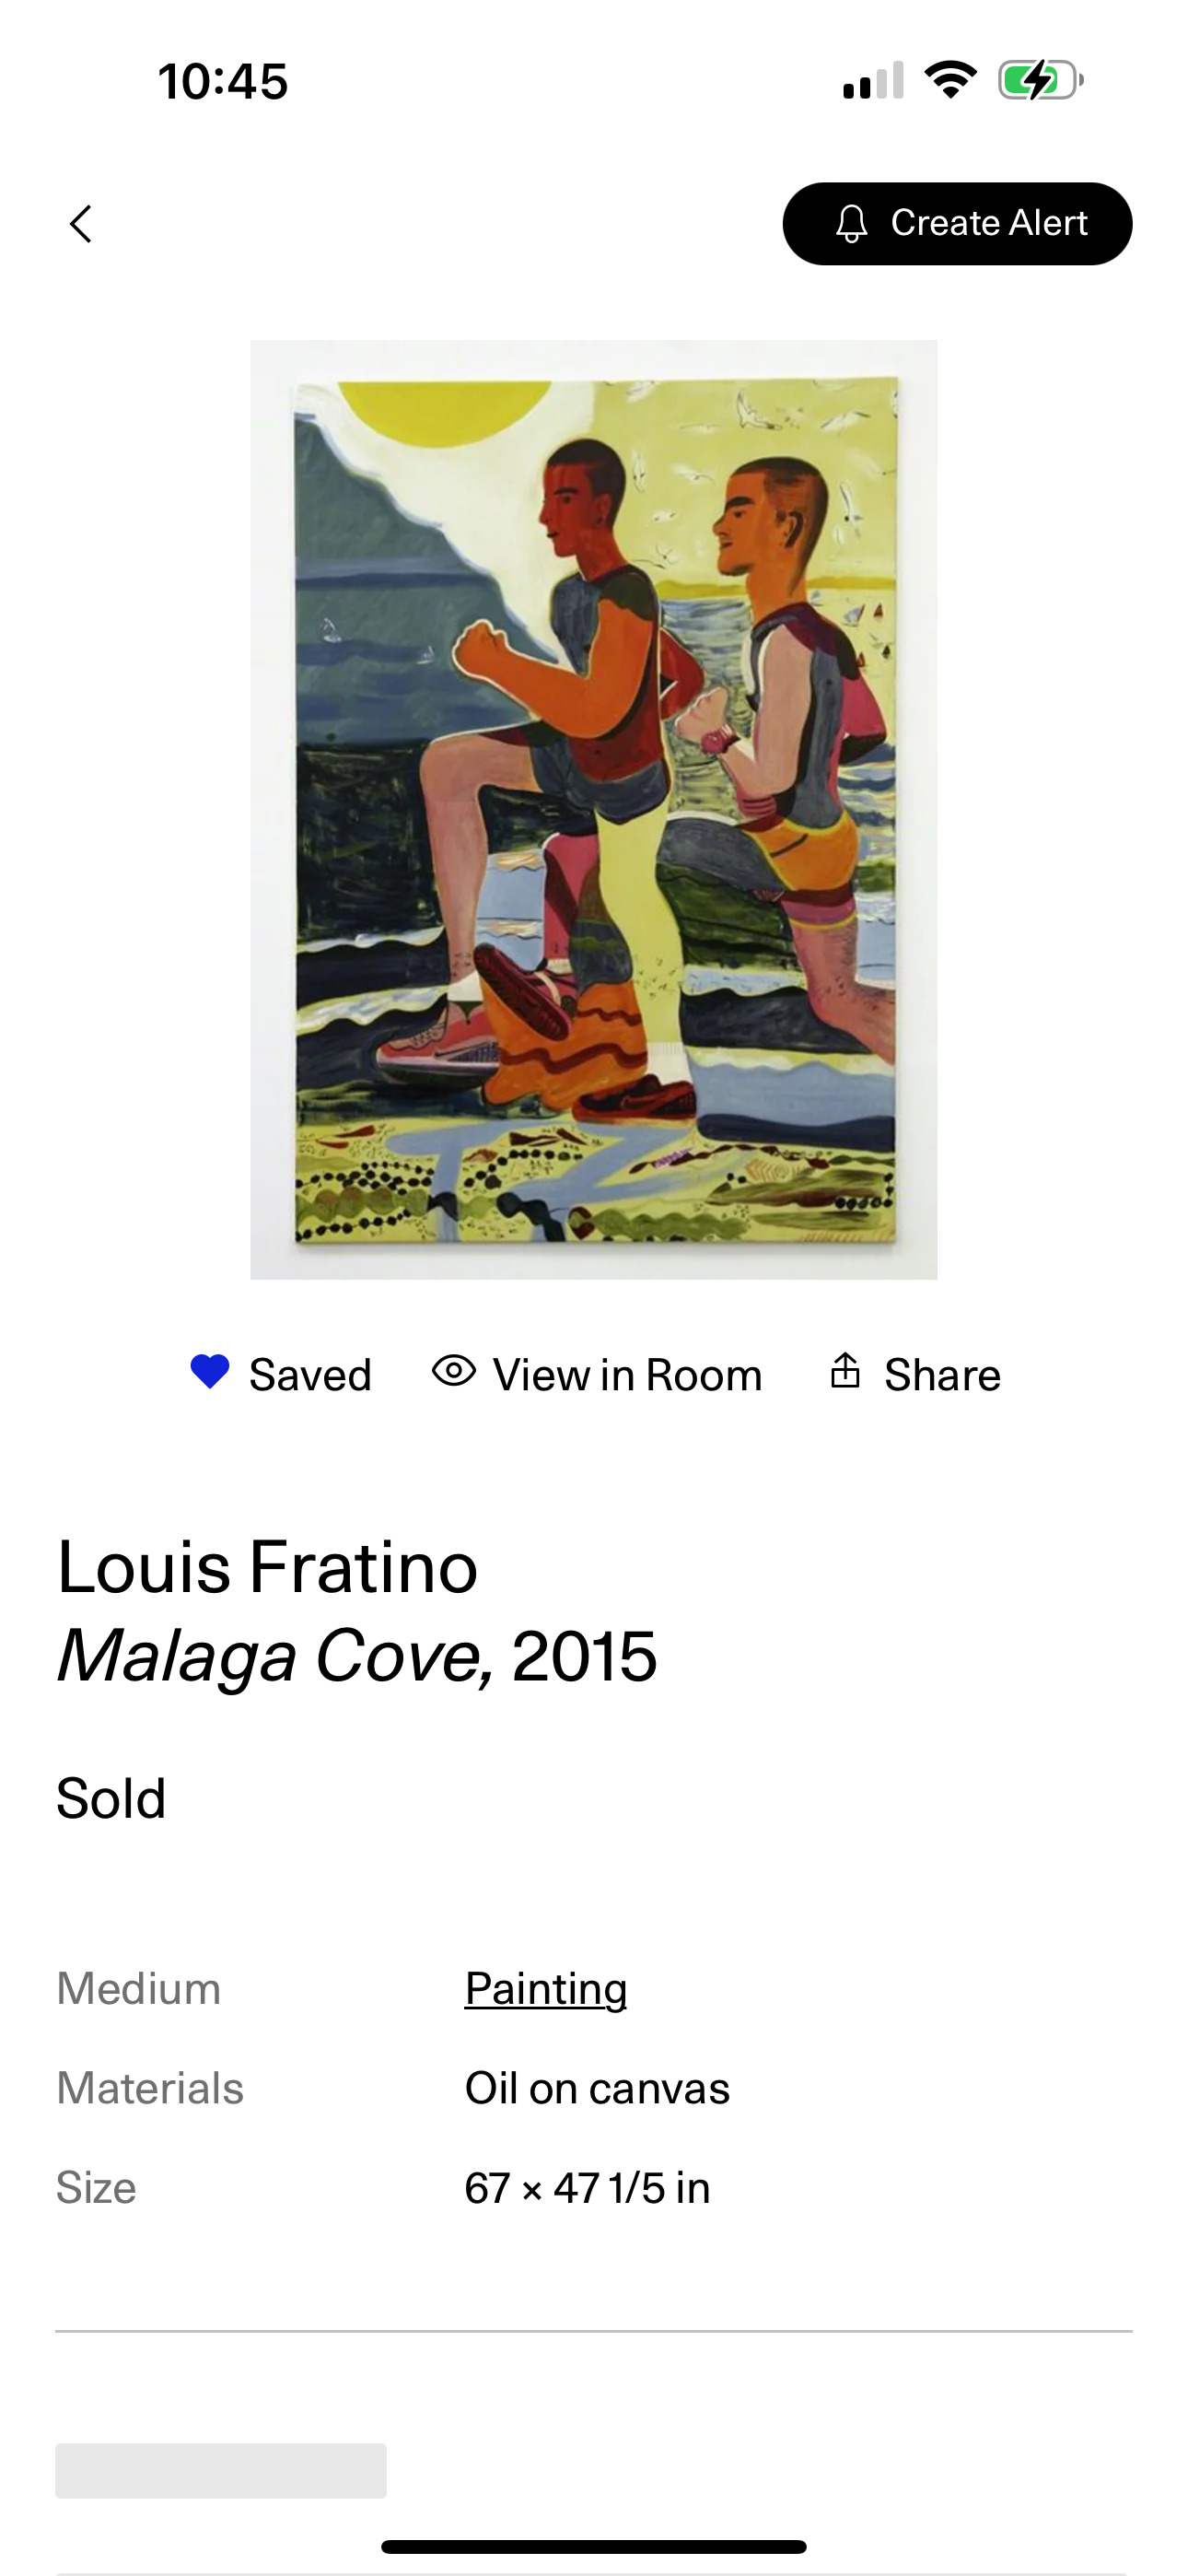 10:45
Create Alert
Saved
View in Room
Share
Louis Fratino
Malaga Cove, 2015
Sold
Medium
Painting
Materials
Oil on canvas
Size
67 × 47 1/5 in